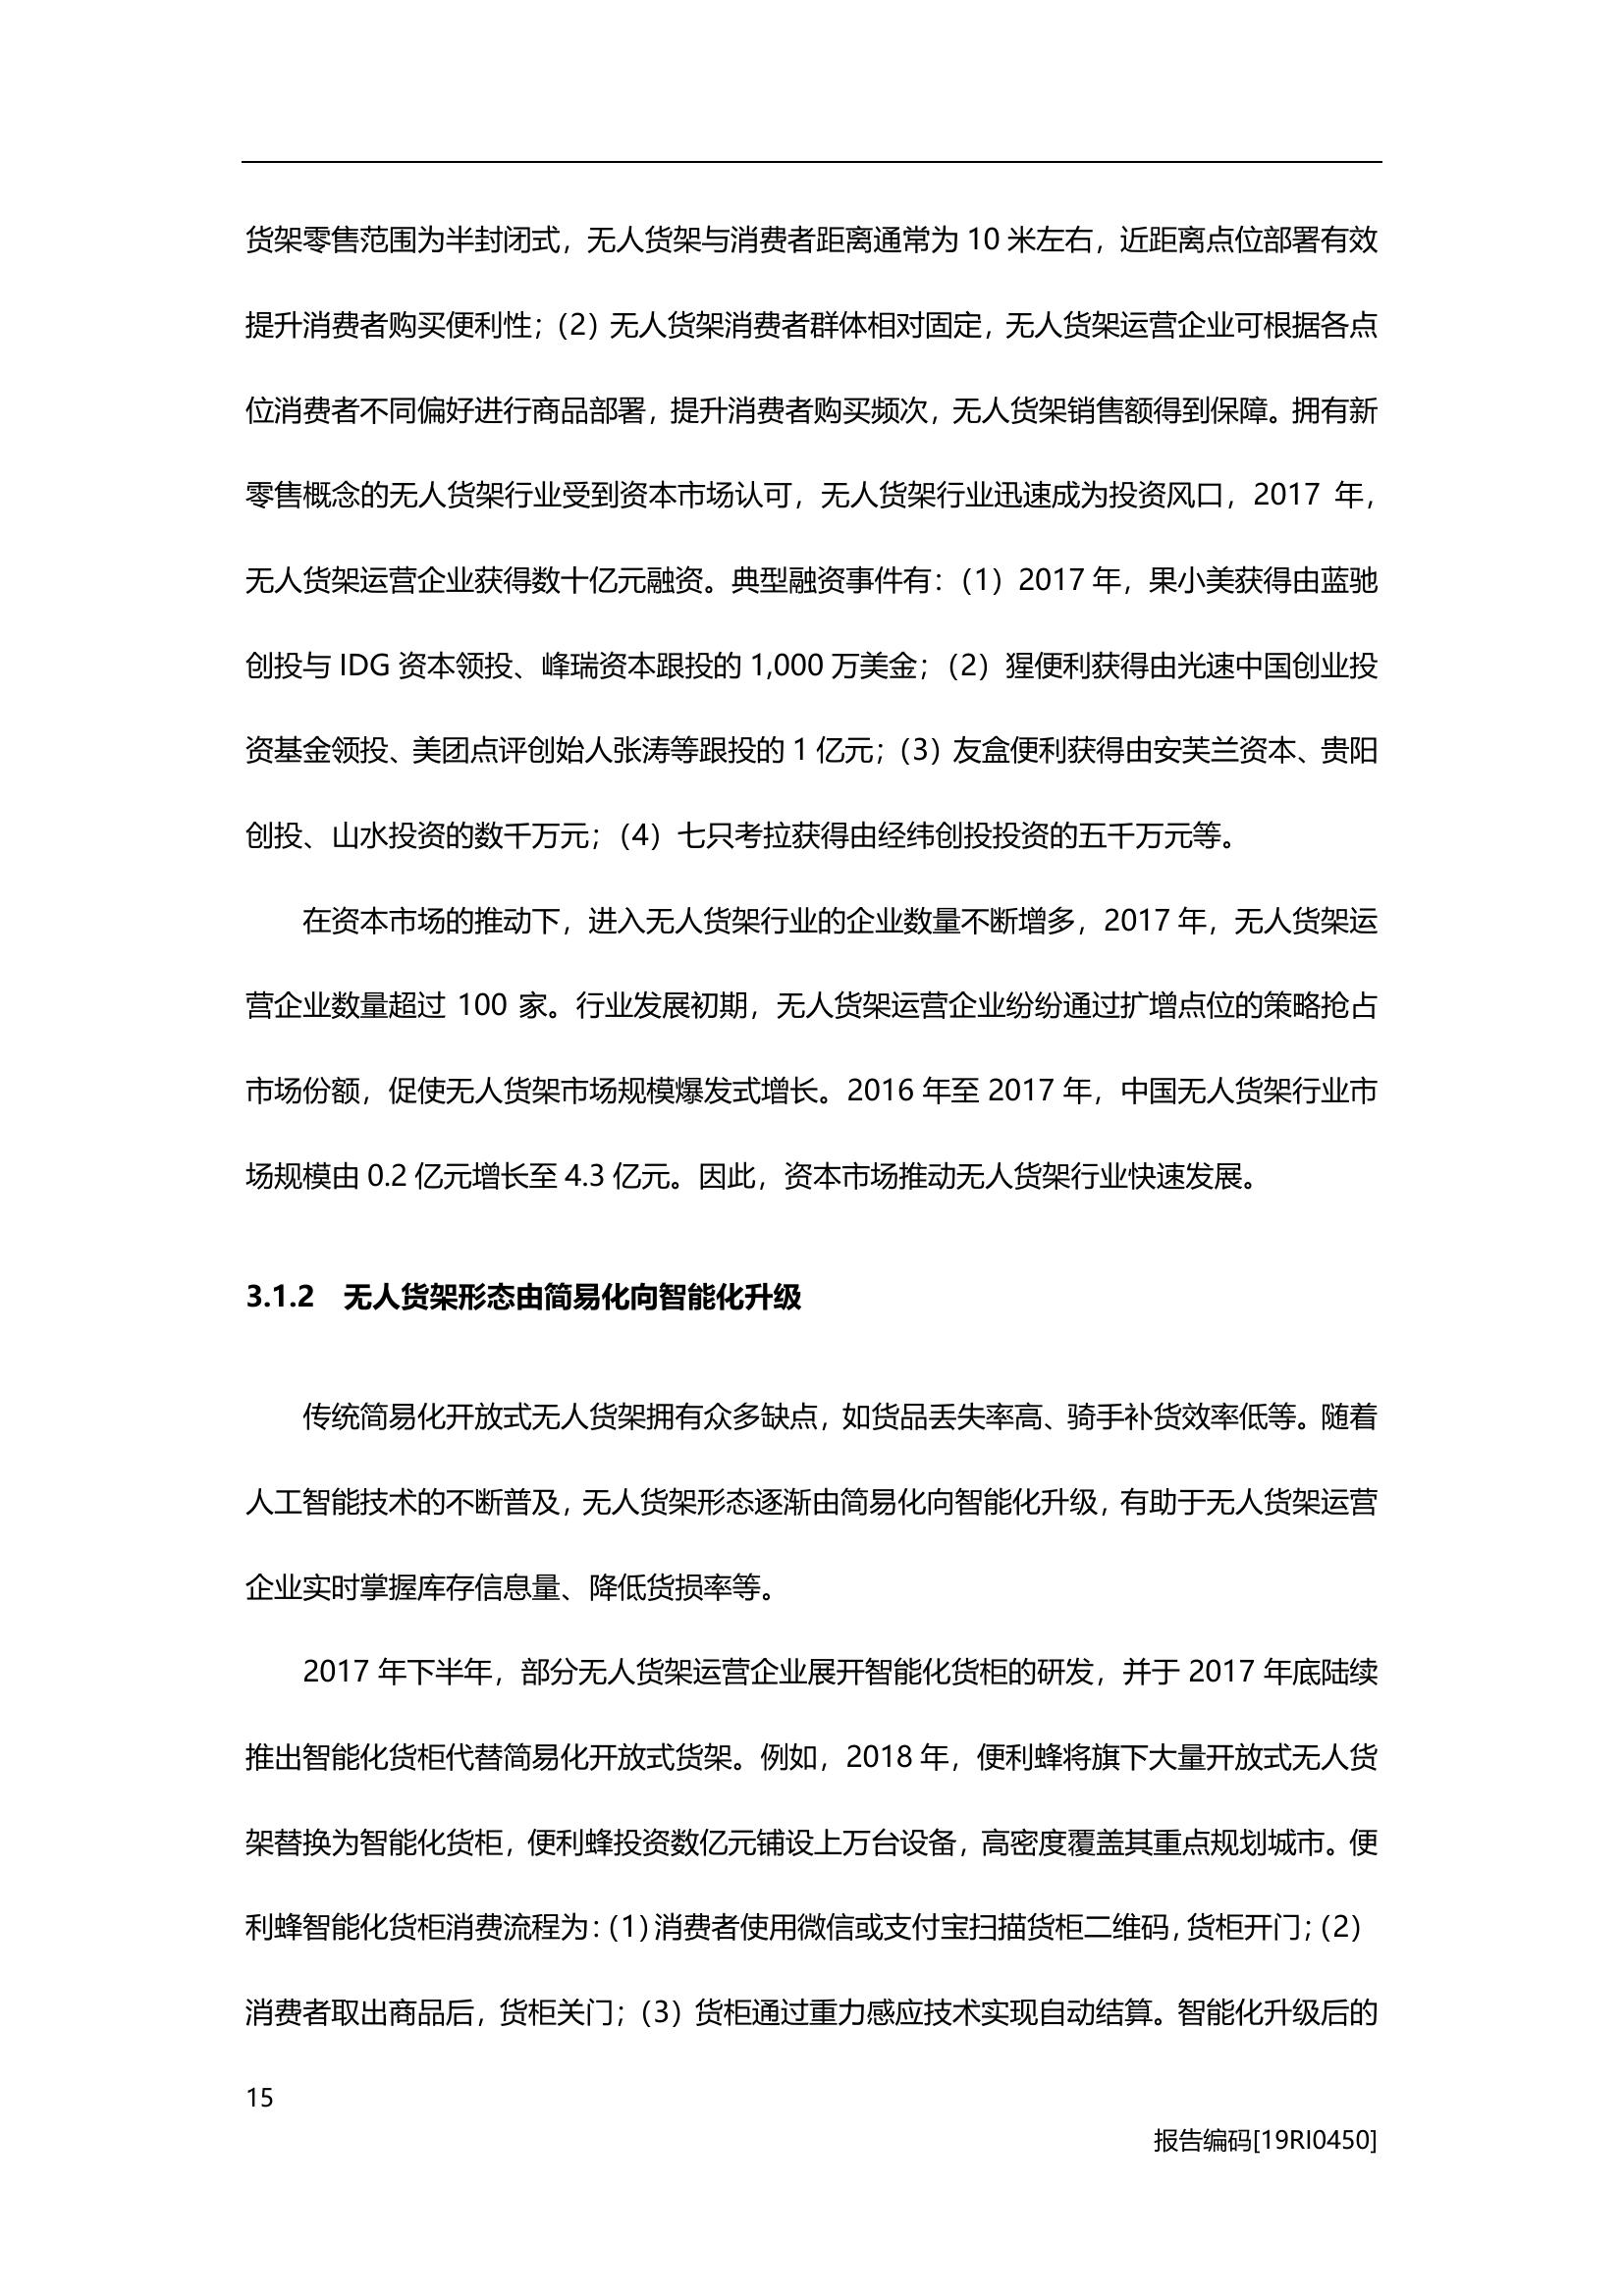 货架零售范围为半封闭式，无人货架与消费者距离通常为 10 米左右，近距离点位部署有效
提升消费者购买便利性；（2）无人货架消费者群体相对固定，无人货架运营企业可根据各点
位消费者不同偏好进行商品部署，提升消费者购买频次，无人货架销售额得到保障。拥有新
零售概念的无人货架行业受到资本市场认可，无人货架行业迅速成为投资风口，2017 年，
无人货架运营企业获得数十亿元融资。典型融资事件有：（1）2017 年，果小美获得由蓝驰
创投与 IDG 资本领投、峰瑞资本跟投的 1,000 万美金；（2）猩便利获得由光速中国创业投
资基金领投、美团点评创始人张涛等跟投的 1 亿元；（3）友盒便利获得由安芙兰资本、贵阳
创投、山水投资的数千万元；（4）七只考拉获得由经纬创投投资的五千万元等。
在资本市场的推动下，进入无人货架行业的企业数量不断增多，2017 年，无人货架运
营企业数量超过 100 家。行业发展初期，无人货架运营企业纷纷通过扩增点位的策略抢占
市场份额，促使无人货架市场规模爆发式增长。2016 年至 2017 年，中国无人货架行业市
场规模由 0.2 亿元增长至 4.3 亿元。因此，资本市场推动无人货架行业快速发展。
3.1.2 无人货架形态由简易化向智能化升级
传统简易化开放式无人货架拥有众多缺点，如货品丢失率高、骑手补货效率低等。随着
人工智能技术的不断普及，无人货架形态逐渐由简易化向智能化升级，有助于无人货架运营
企业实时掌握库存信息量、降低货损率等。
2017 年下半年，部分无人货架运营企业展开智能化货柜的研发，并于 2017 年底陆续
推出智能化货柜代替简易化开放式货架。例如，2018 年，便利蜂将旗下大量开放式无人货
架替换为智能化货柜，便利蜂投资数亿元铺设上万台设备，高密度覆盖其重点规划城市。便
利蜂智能化货柜消费流程为：（1）消费者使用微信或支付宝扫描货柜二维码，货柜开门；（2）
消费者取出商品后，货柜关门；（3）货柜通过重力感应技术实现自动结算。智能化升级后的
15
报告编码[19RI0450]